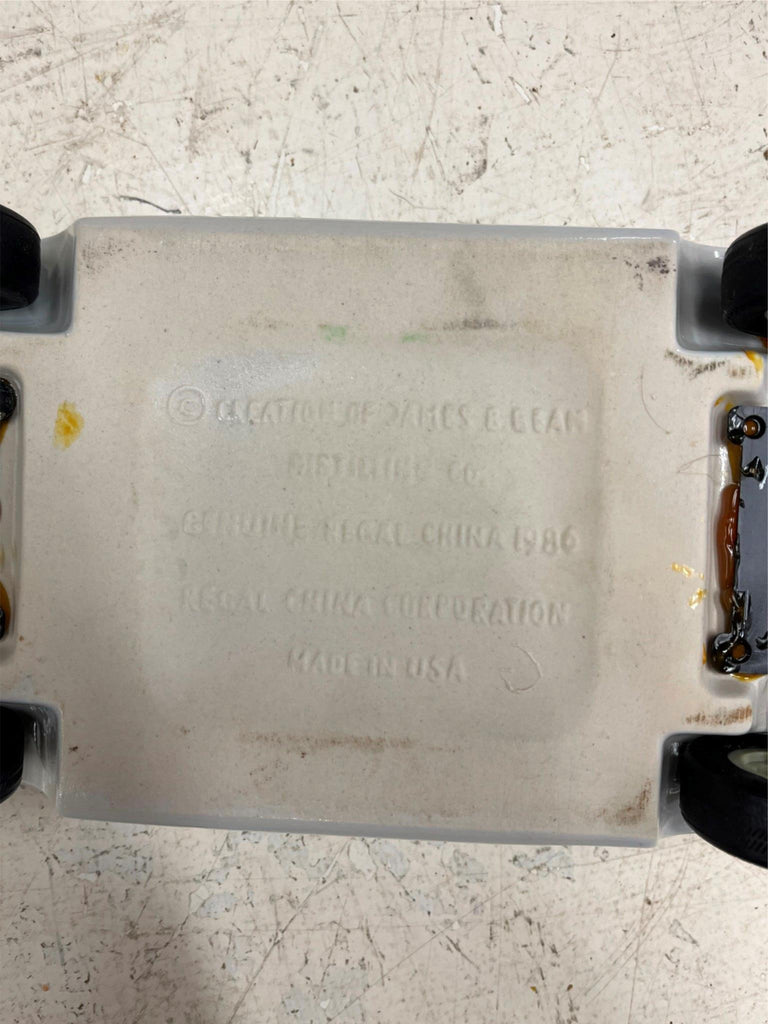 © CREATION OF JAMES B BEAM
DISTILLING CO
GENUINE REGAL CHINA 1986
REGAL CHINA CORPORATION
MADE IN USA